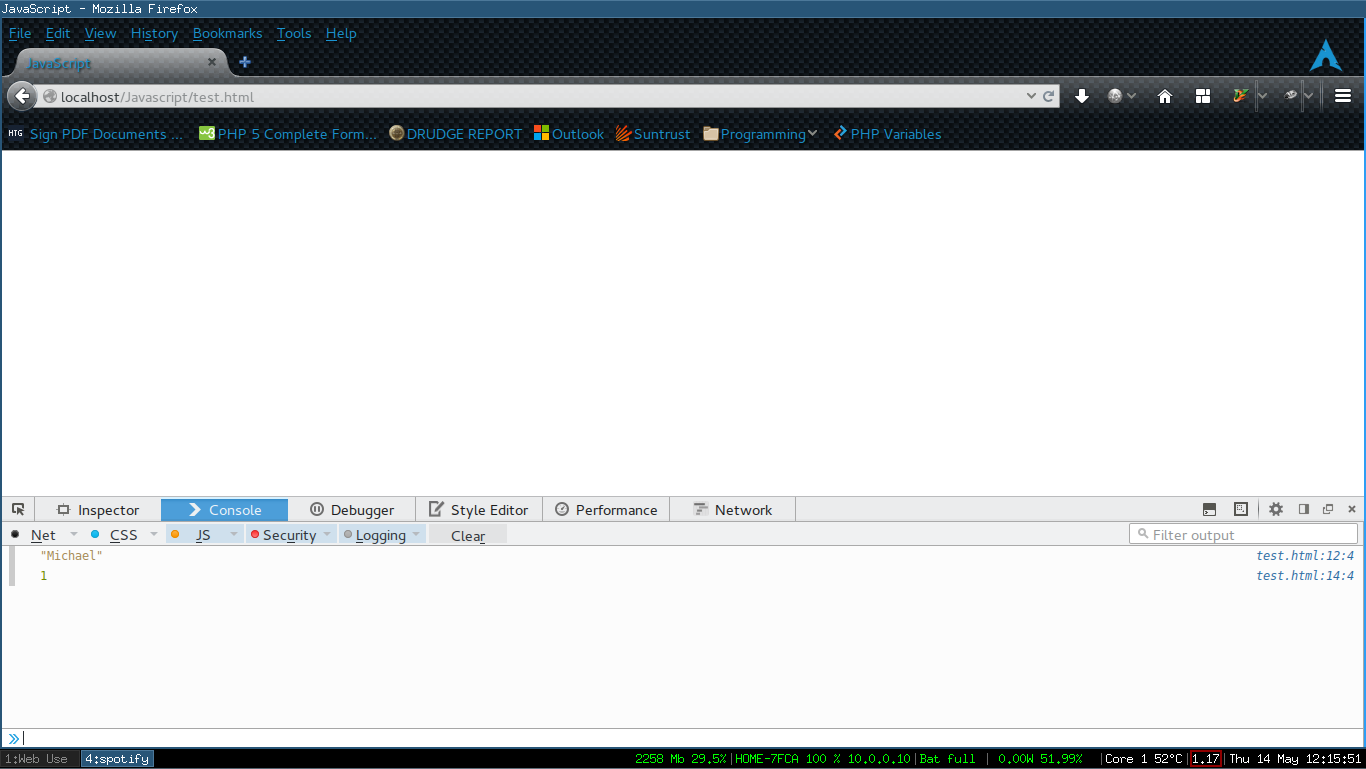 JavaScript - Mozilla Firefox
File Edit View History Bookmarks Tools Help
JavaScript
localhost/Javascript/test.html
HTG Sign PDF Documents ... PHP 5 Complete Form... DRUDGE REPORT Outlook Suntrust Programming PHP Variables
Inspector Console Debugger Style Editor Performance Network
Net CSS JS Security Logging Clear Filter output
"Michael" test.html:12:4
1 test.html:14:4
1:Web Use 4:spotify 2258 Mb 29.5%|HOME-7FCA 100 % 10.0.0.10|Bat full | 0.00W 51.99% |Core 1 52°C|1.17|Thu 14 May 12:15:51